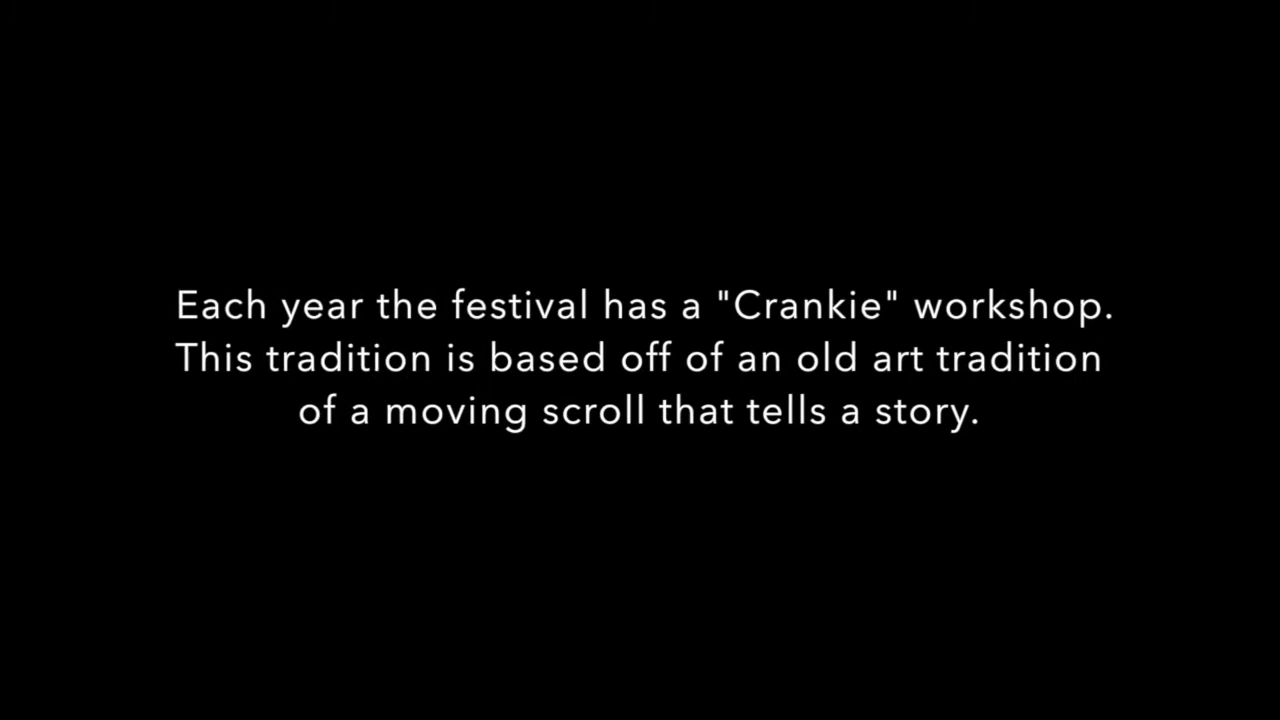 Each year the festival has a "Crankie" workshop.
This tradition is based off of an old art tradition
of a moving scroll that tells a story.